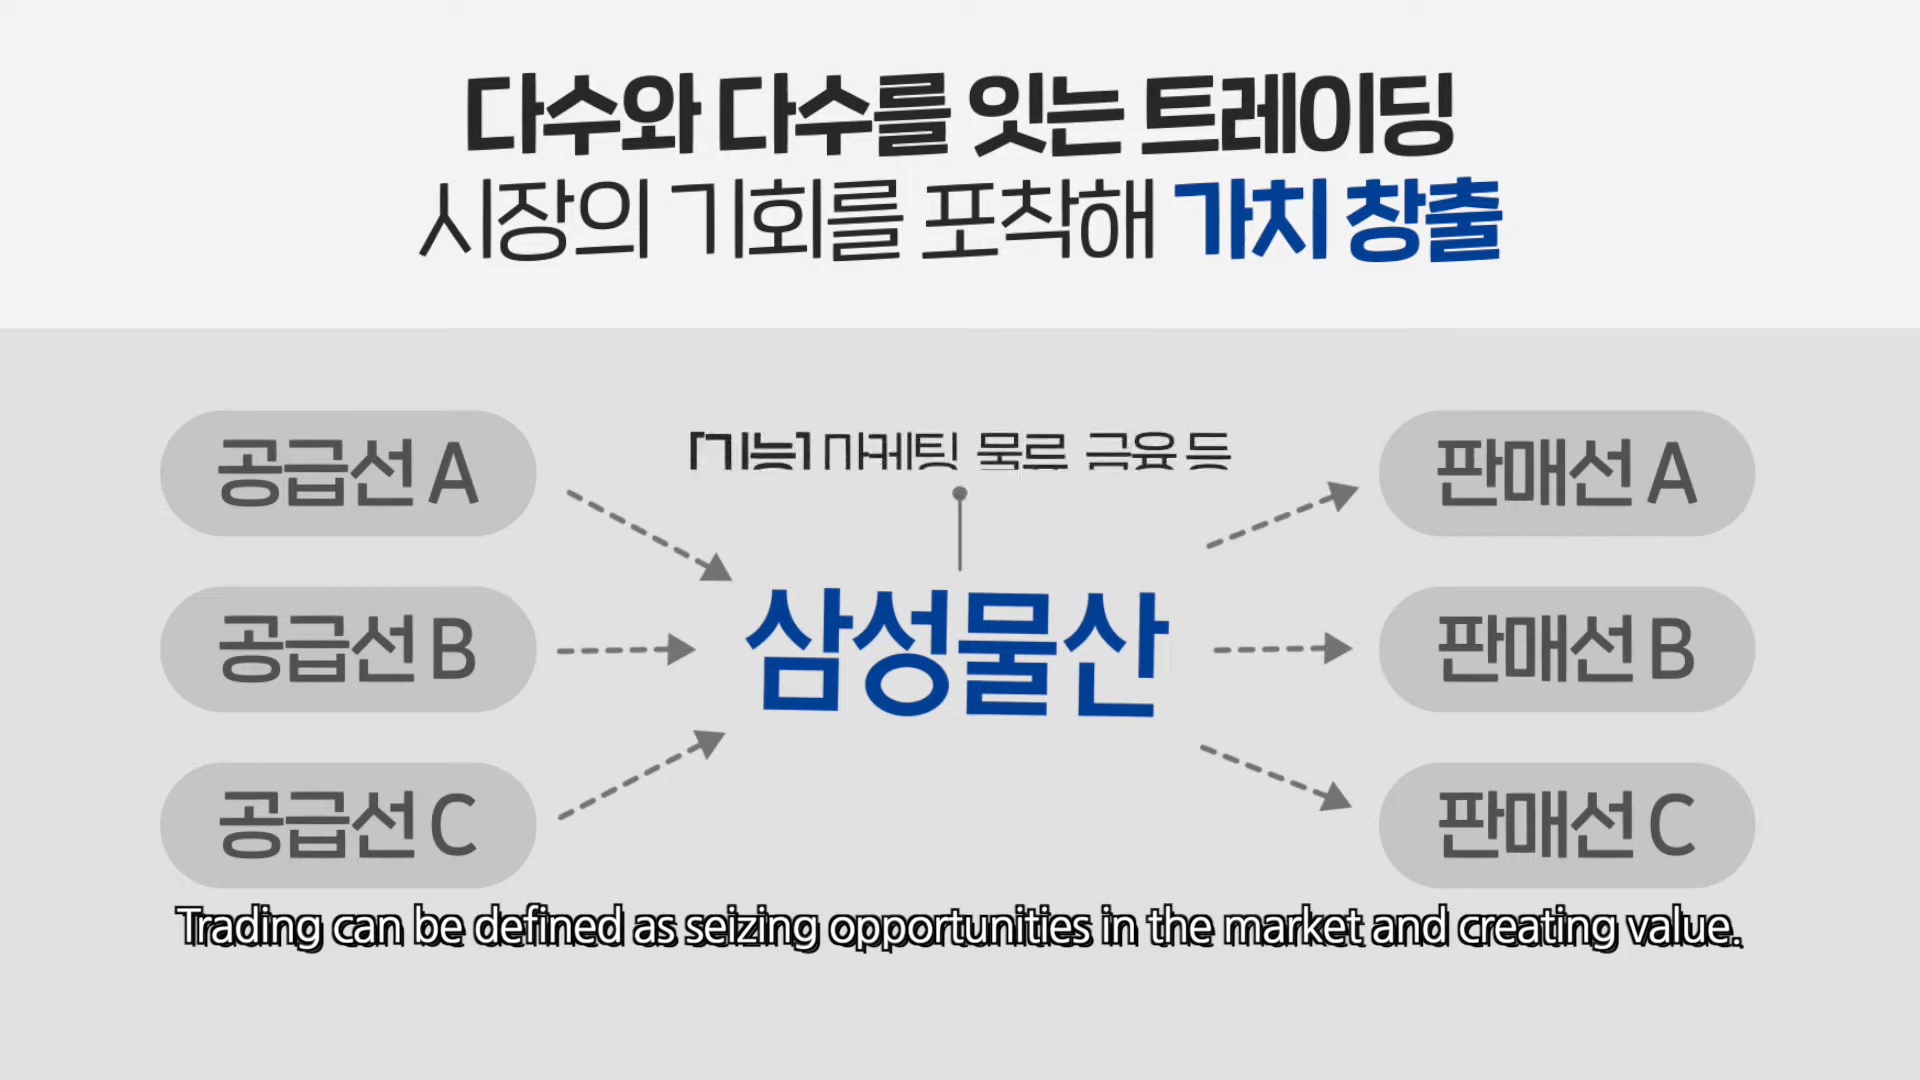 다수와 다수를 잇는 트레이딩
시장의 기회를 포착해 가치 창출
[기능] 마케팅, 물류, 금융 등
공급선 A
판매선 A
공급선 B
삼성물산
판매선 B
공급선 C
판매선 C
Trading can be defined as seizing opportunities in the market and creating value.